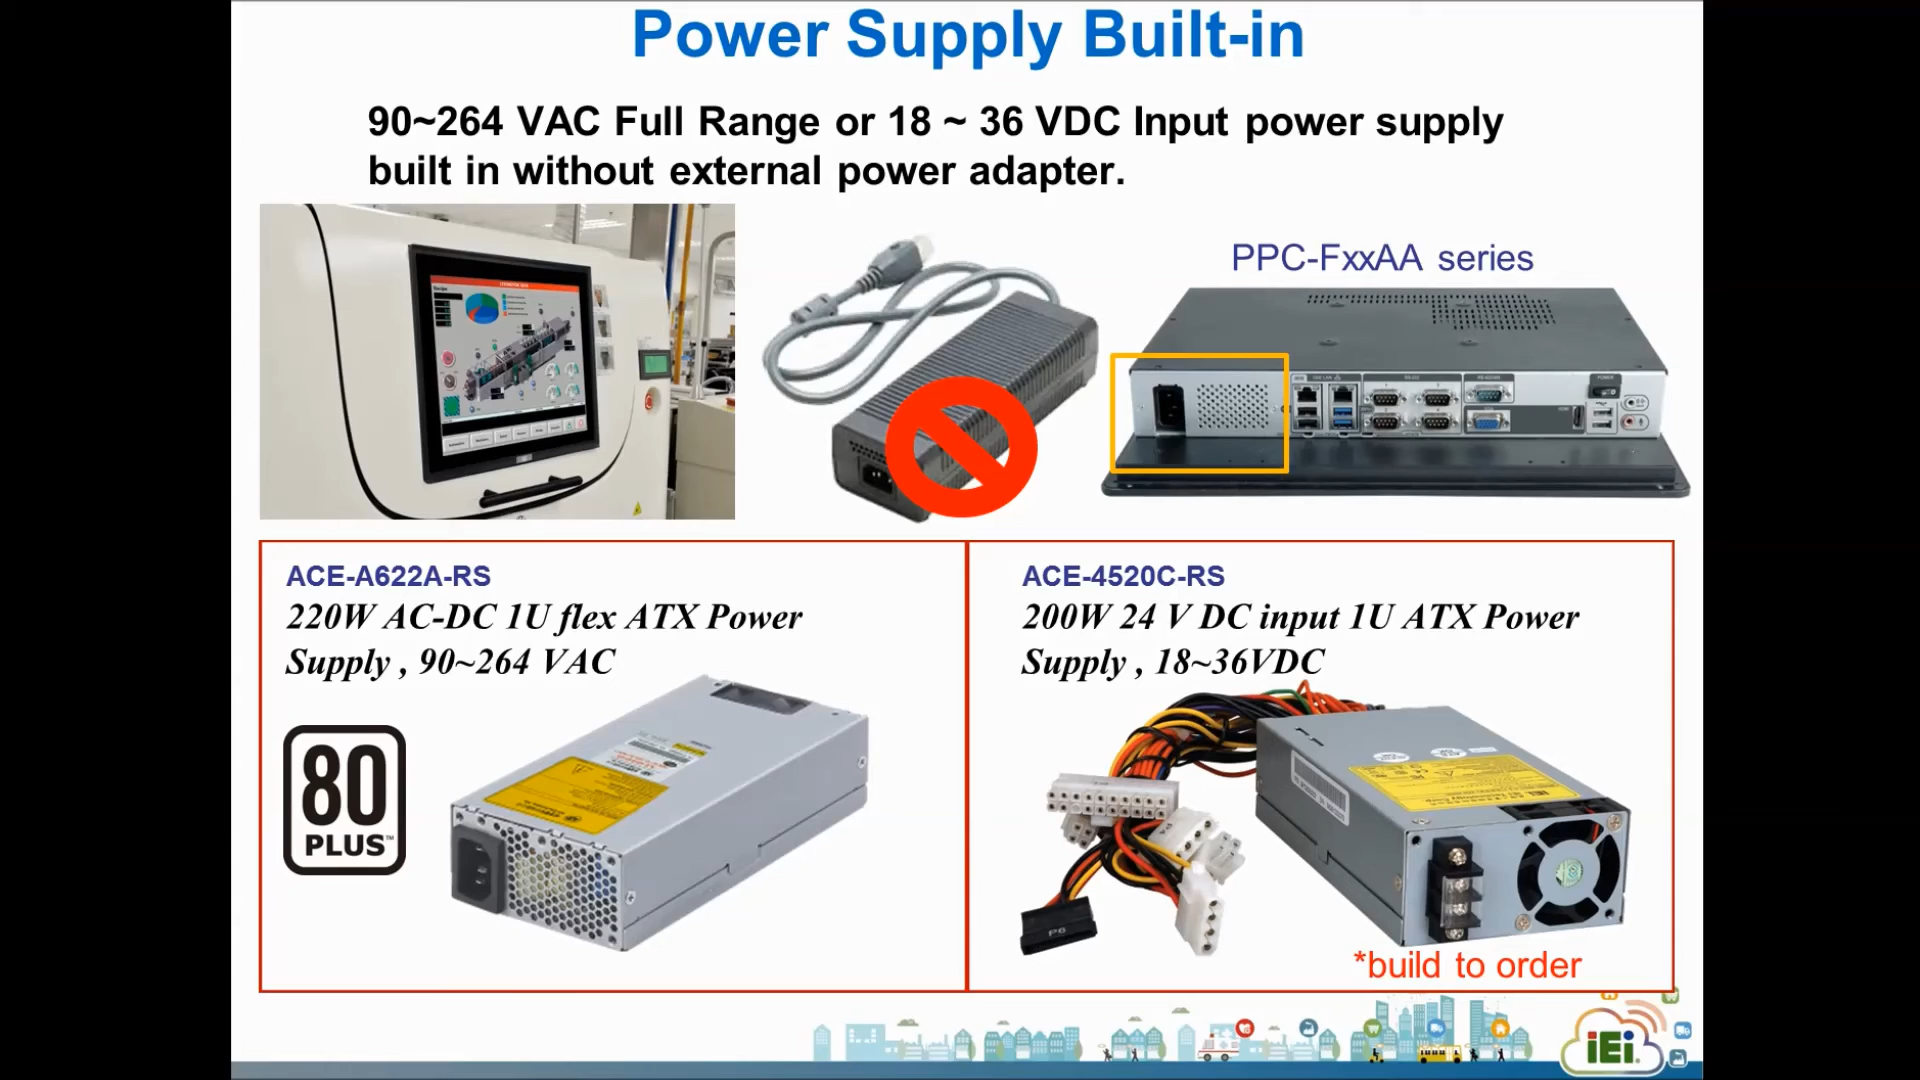 Power Supply Built-in
90~264 VAC Full Range or 18 ~ 36 VDC Input power supply
built in without external power adapter.
PPC-FxxAA series
POWER
ACE-A622A-RS
220W AC-DC 1U flex ATX Power
Supply , 90~264 VAC
80
PLUS™
ACE-4520C-RS
200W 24 V DC input 1U ATX Power
Supply , 18~36VDC
P6
*build to order
iEi